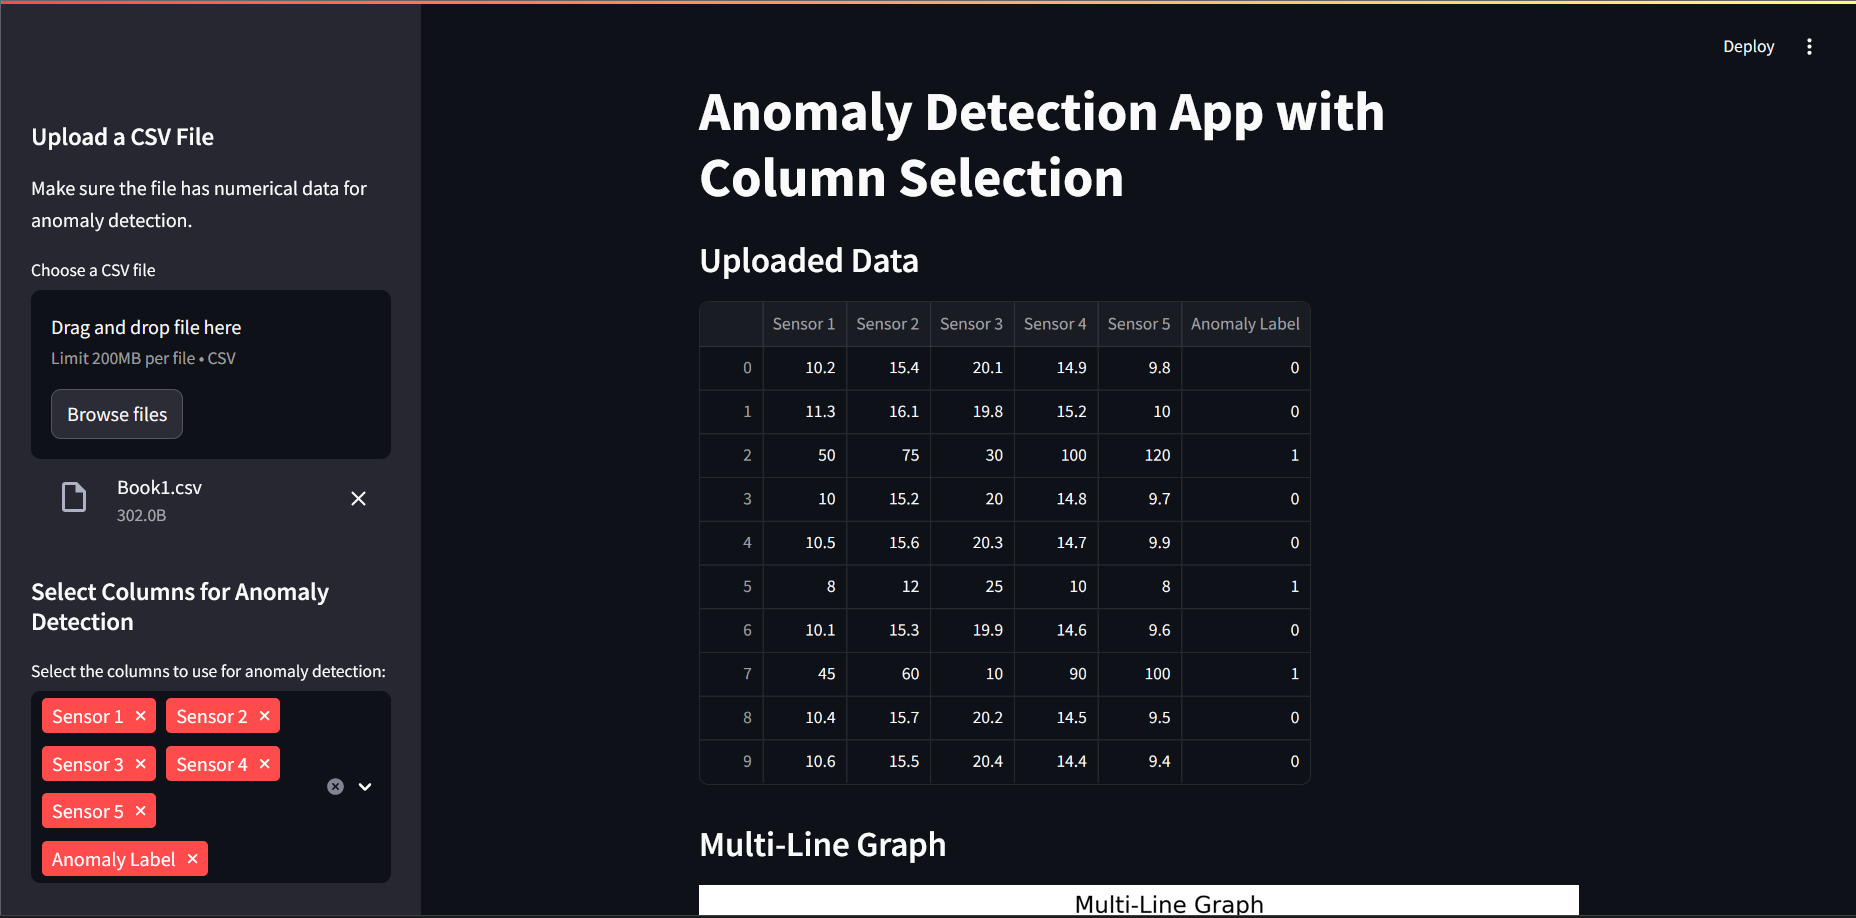 Deploy
Upload a CSV File
Make sure the file has numerical data for
anomaly detection.
Choose a CSV file
Drag and drop file here
Limit 200MB per file • CSV
Browse files
Book1.csv
302.0B
Select Columns for Anomaly
Detection
Select the columns to use for anomaly detection:
Sensor 1 × Sensor 2 ×
Sensor 3 × Sensor 4 ×
Sensor 5 ×
Anomaly Label ×
Anomaly Detection App with
Column Selection
Uploaded Data
Sensor 1 Sensor 2 Sensor 3 Sensor 4 Sensor 5 Anomaly Label
0 10.2 15.4 20.1 14.9 9.8 0
1 11.3 16.1 19.8 15.2 10 0
2 50 75 30 100 120 1
3 10 15.2 20 14.8 9.7 0
4 10.5 15.6 20.3 14.7 9.9 0
5 8 12 25 10 8 1
6 10.1 15.3 19.9 14.6 9.6 0
7 45 60 10 90 100 1
8 10.4 15.7 20.2 14.5 9.5 0
9 10.6 15.5 20.4 14.4 9.4 0
Multi-Line Graph
Multi-Line Graph